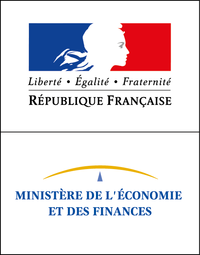 Liberté • Égalité • Fraternité
RÉPUBLIQUE FRANÇAISE
MINISTÈRE DE L'ÉCONOMIE
ET DES FINANCES